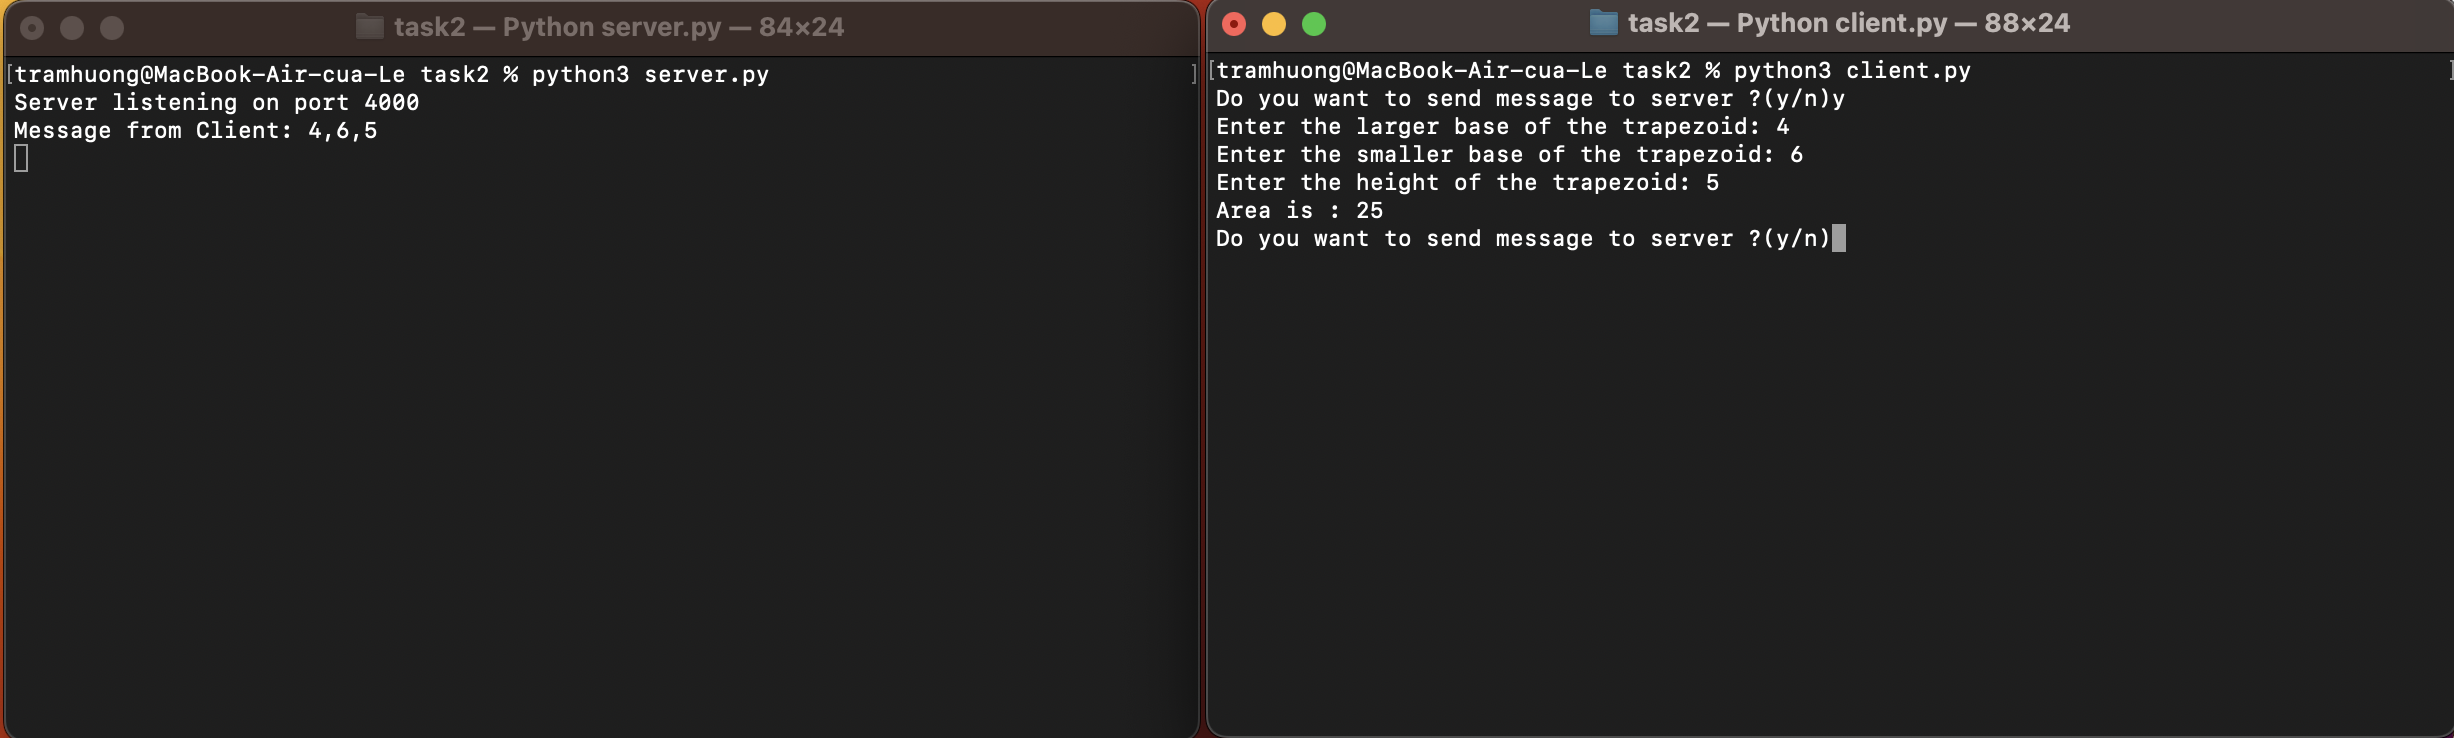 task2 — Python server.py — 84×24
[tramhuong@MacBook-Air-cua-Le task2 % python3 server.py ]
Server listening on port 4000
Message from Client: 4,6,5
task2 — Python client.py — 88×24
[tramhuong@MacBook-Air-cua-Le task2 % python3 client.py ]
Do you want to send message to server ?(y/n)y
Enter the larger base of the trapezoid: 4
Enter the smaller base of the trapezoid: 6
Enter the height of the trapezoid: 5
Area is : 25
Do you want to send message to server ?(y/n)